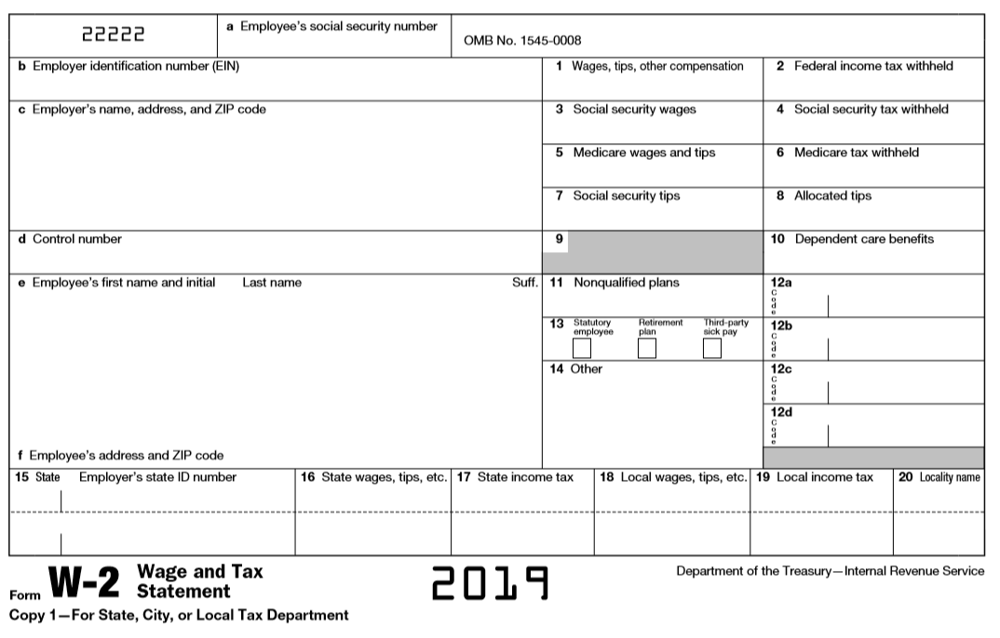 22222
a Employee's social security number
OMB No. 1545-0008
b Employer identification number (EIN)
1 Wages, tips, other compensation
2 Federal income tax withheld
c Employer's name, address, and ZIP code
3 Social security wages
4 Social security tax withheld
5 Medicare wages and tips
6 Medicare tax withheld
7 Social security tips
8 Allocated tips
d Control number
9
10 Dependent care benefits
e Employee's first name and initial
Last name
Suff.
11 Nonqualified plans
12a
Code
13 Statutory employee
Retirement plan
Third-party sick pay
12b
Code
14 Other
12c
Code
12d
Code
f Employee's address and ZIP code
15 State
Employer's state ID number
16 State wages, tips, etc.
17 State income tax
18 Local wages, tips, etc.
19 Local income tax
20 Locality name
Form W-2 Wage and Tax Statement
2019
Department of the Treasury—Internal Revenue Service
Copy 1—For State, City, or Local Tax Department